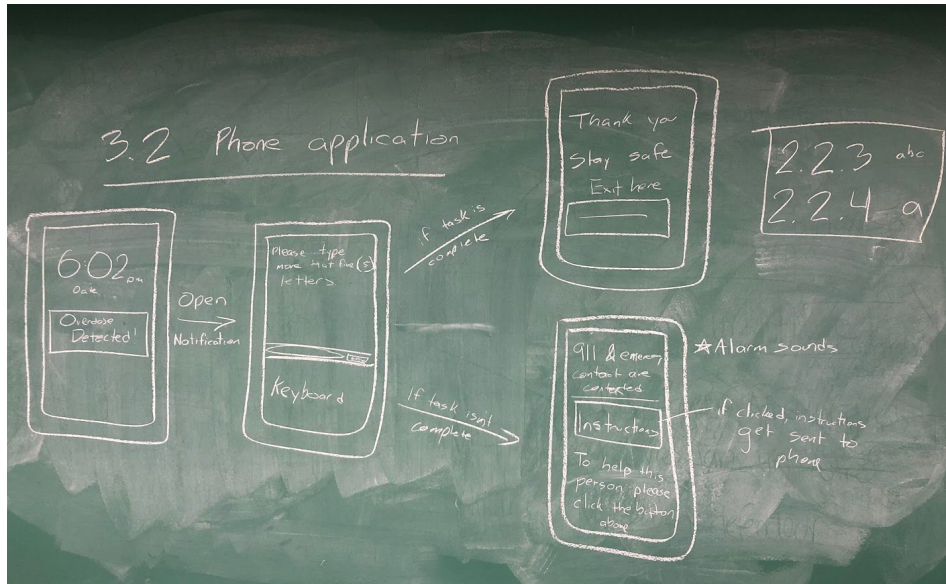 3.2 Phone application
6:02 pm
Date
Overdose
Detected!
Open
Notification
Please type
more that five (5)
letters
Keyboard
if task is
complete
Thank you
Stay safe
Exit here
If task isn't
complete
911 & emergency
contact are
contacted
Instructions
To help this
person please
click the button
above
☆ Alarm sounds
if clicked, instructions
get sent to
phone
2.2.3 abc
2.2.4 a